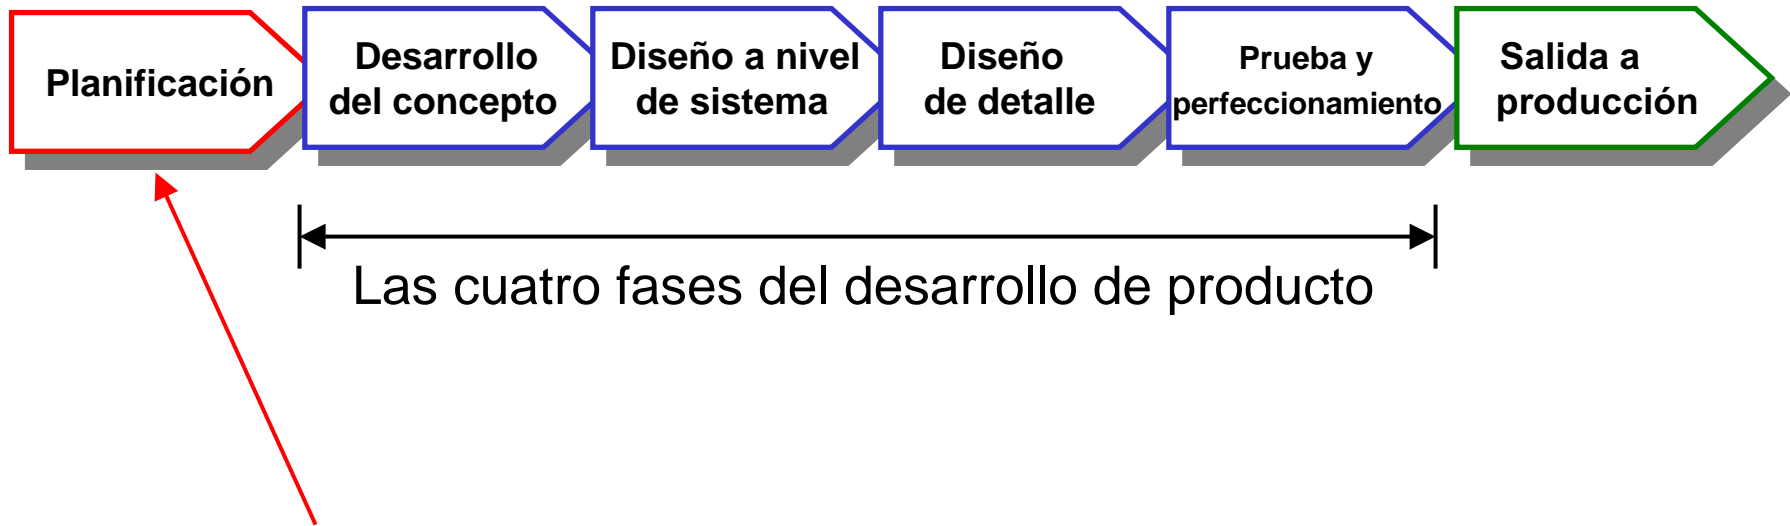 Planificación
Desarrollo
del concepto
Diseño a nivel
de sistema
Diseño
de detalle
Prueba y
perfeccionamiento
Salida a
producción
Las cuatro fases del desarrollo de producto